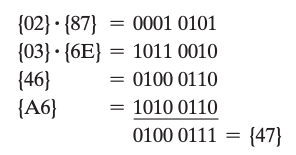 {02} · {87} = 0001 0101
{03} · {6E} = 1011 0010
{46} = 0100 0110
{A6} = 1010 0110
0100 0111 = {47}